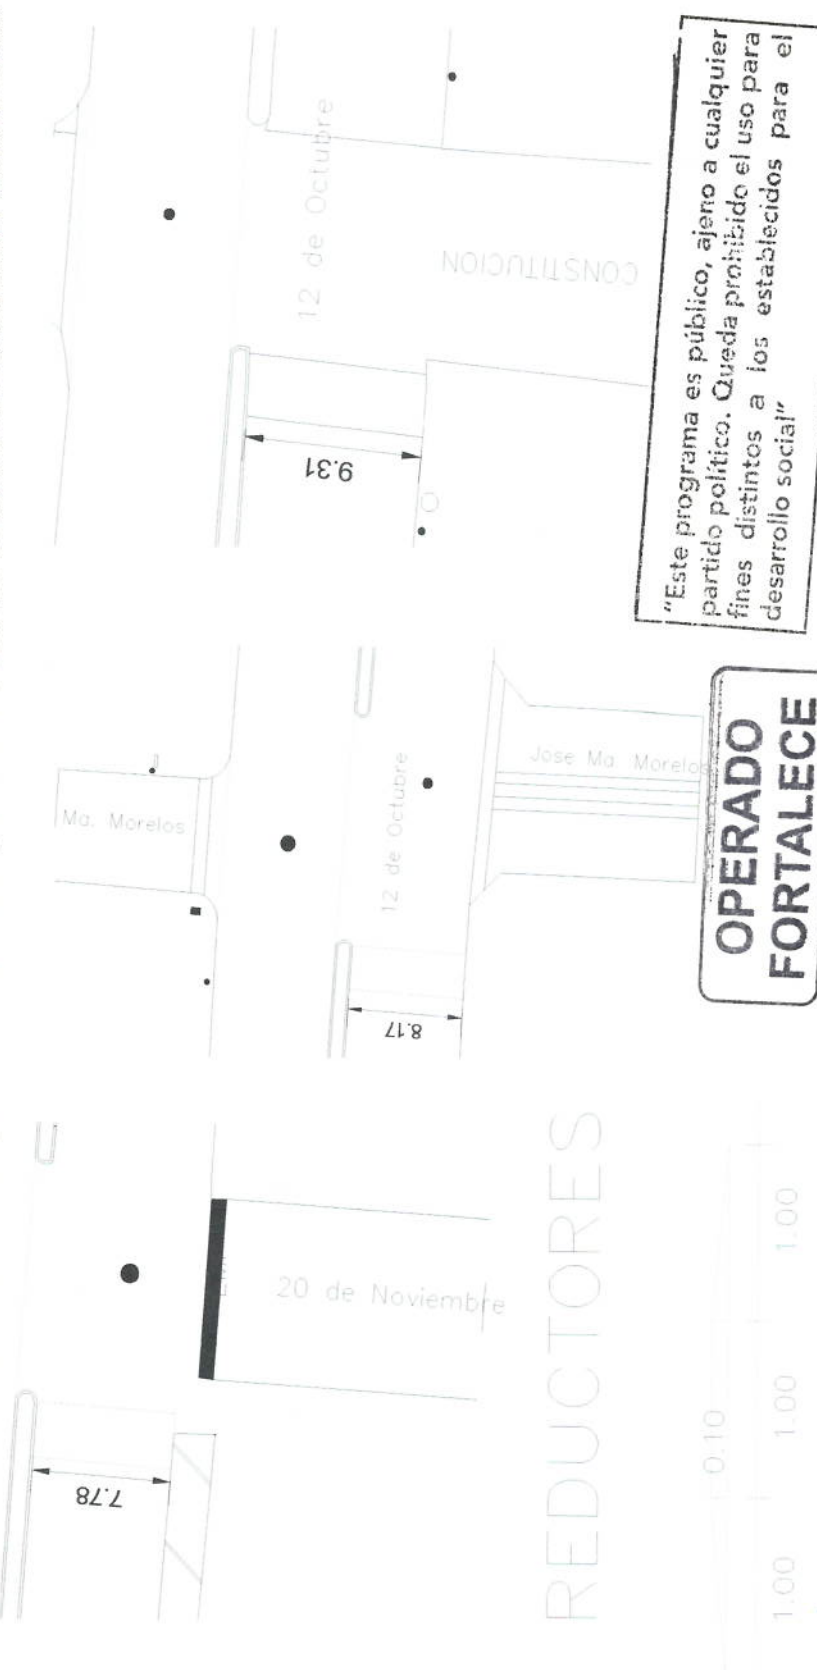 20 de Noviembre
7.78
Ma. Morelos
12 de Octubre
Jose Ma. Morelos
8.17
12 de Octubre
CONSTITUCION
9.31
REDUCTORES
0.10
1.00
1.00
1.00
OPERADO
FORTALECE
"Este programa es público, ajeno a cualquier
partido político. Queda prohibido el uso para
fines distintos a los establecidos para el
desarrollo social"